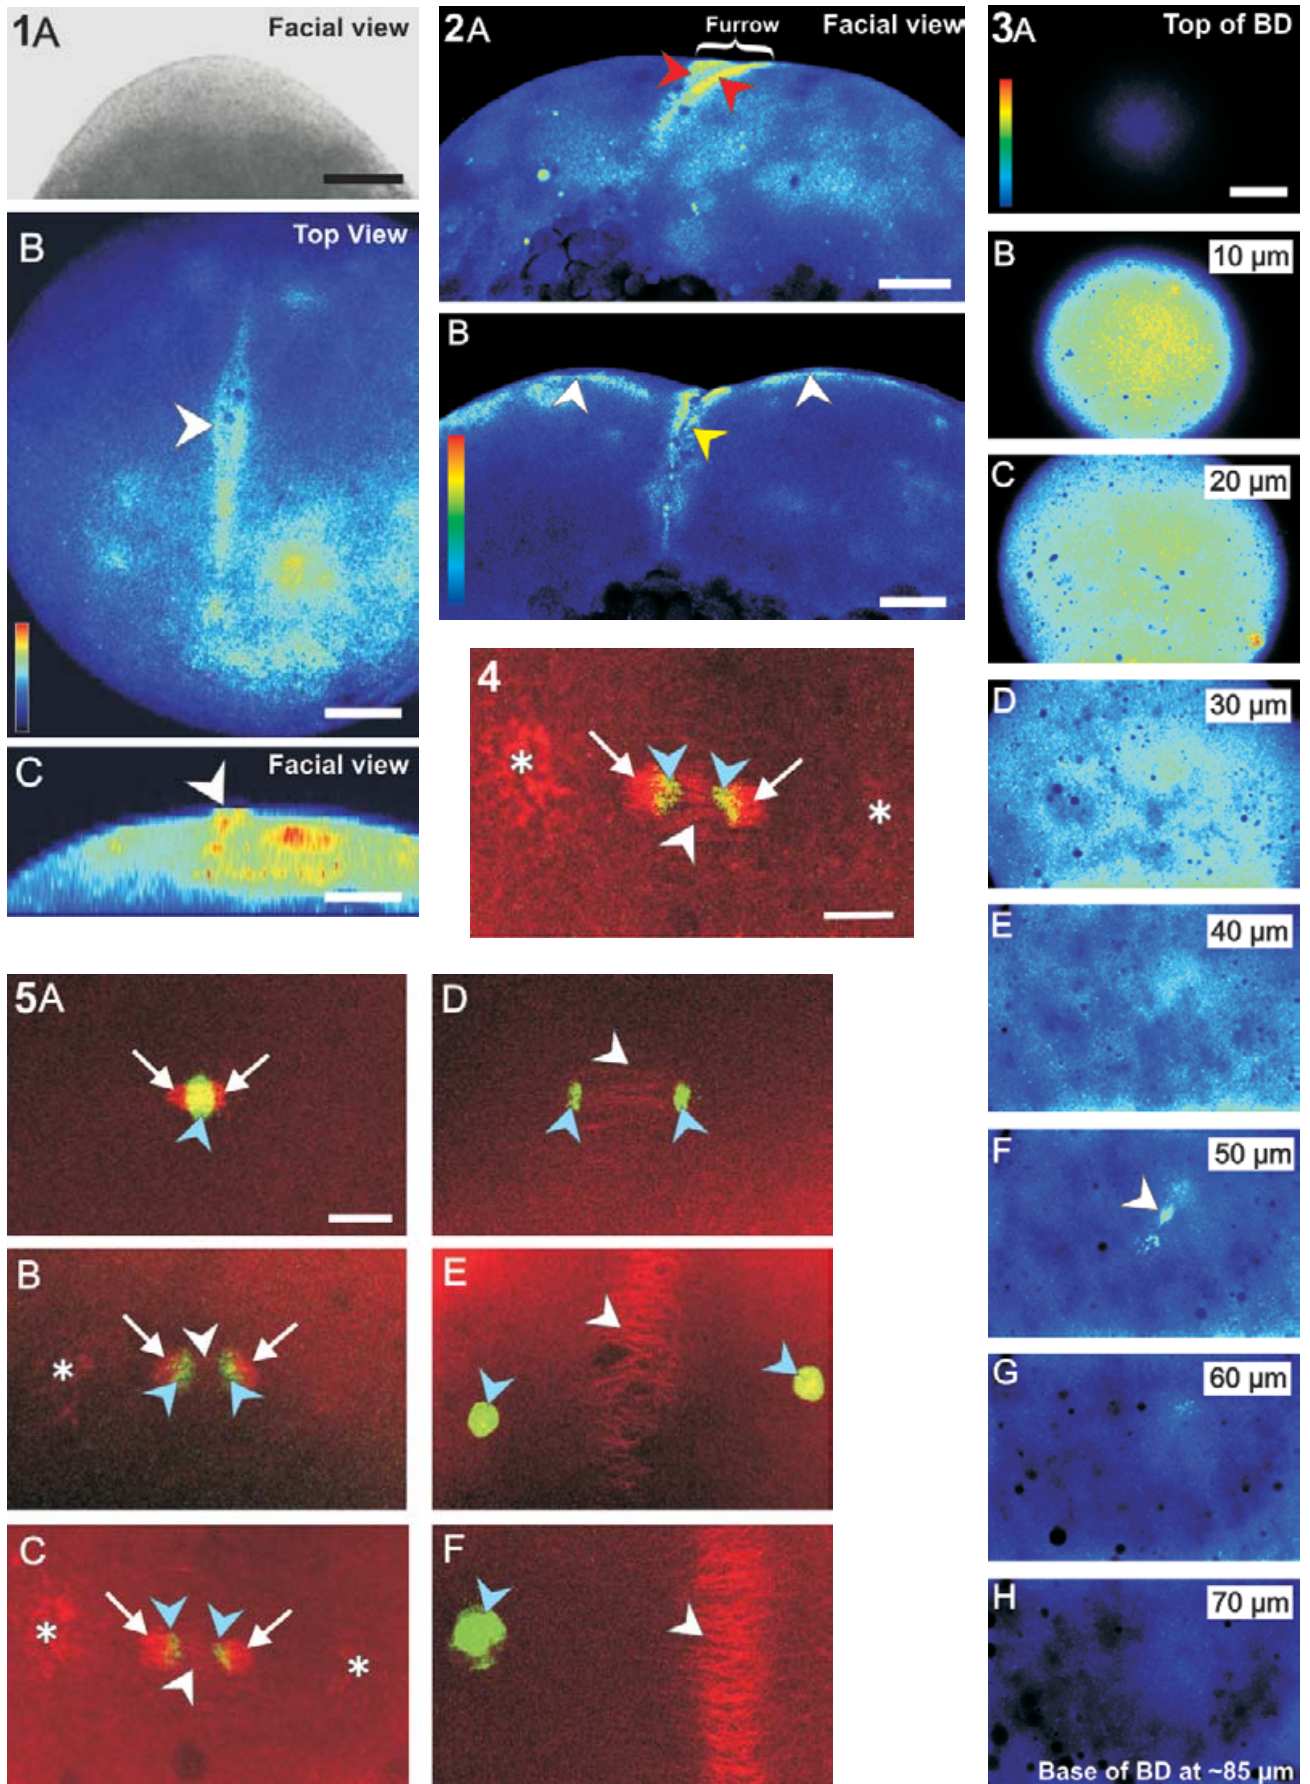 1A Facial view
B Top View
C Facial view
2A Furrow Facial view
B
3A Top of BD
B 10 µm
C 20 µm
D 30 µm
E 40 µm
F 50 µm
G 60 µm
H 70 µm
Base of BD at ~85 µm
4
* *
5A
B
*
C
* *
D
E
F